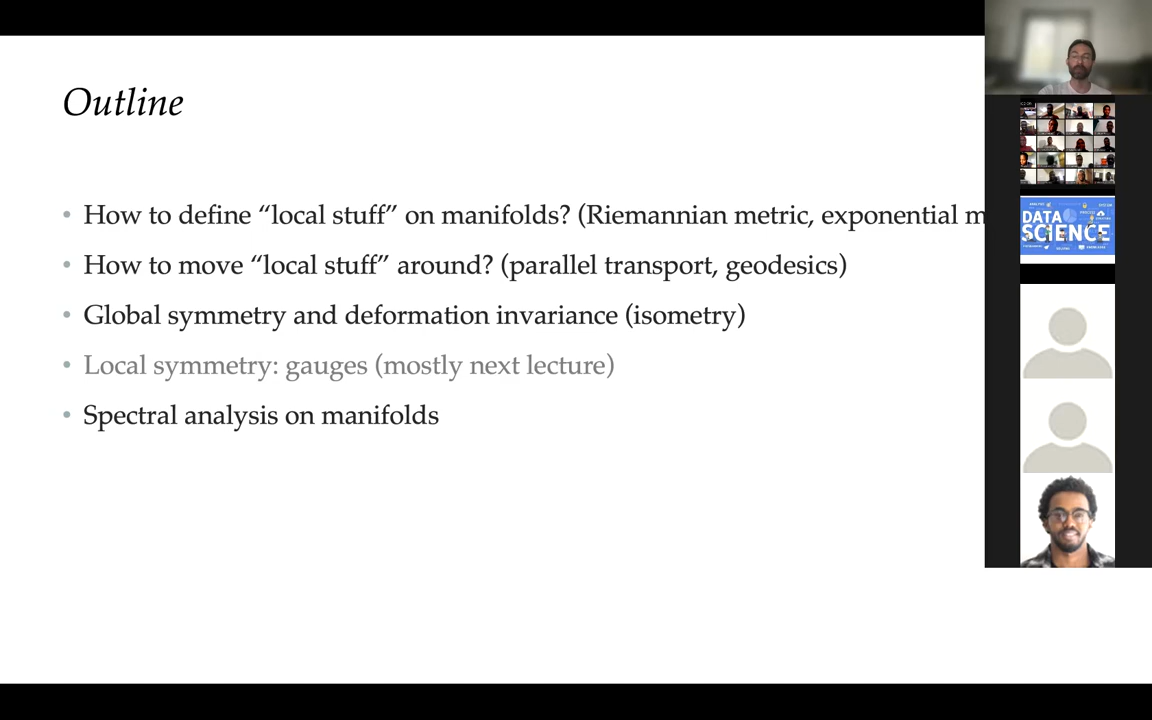 Outline
• How to define “local stuff” on manifolds? (Riemannian metric, exponential m
• How to move “local stuff” around? (parallel transport, geodesics)
• Global symmetry and deformation invariance (isometry)
• Local symmetry: gauges (mostly next lecture)
• Spectral analysis on manifolds
DATA
SCIENCE